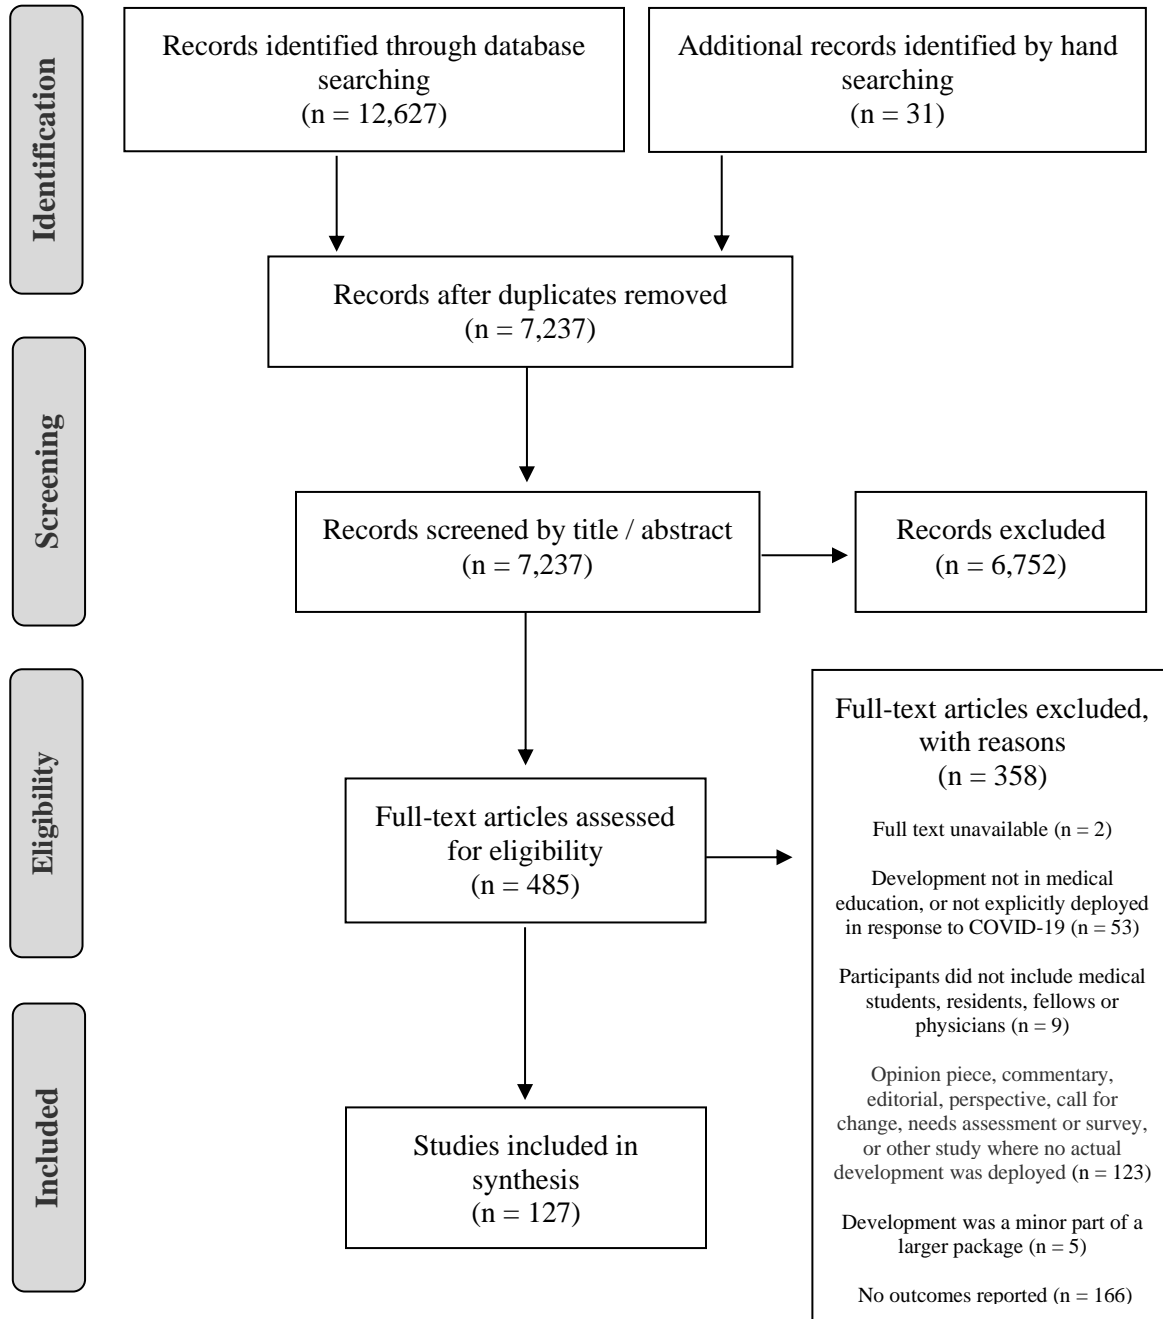 Identification
Records identified through database
searching
(n = 12,627)
Additional records identified by hand
searching
(n = 31)
Records after duplicates removed
(n = 7,237)
Screening
Records screened by title / abstract
(n = 7,237)
Records excluded
(n = 6,752)
Eligibility
Full-text articles assessed
for eligibility
(n = 485)
Full-text articles excluded,
with reasons
(n = 358)
Full text unavailable (n = 2)
Development not in medical
education, or not explicitly deployed
in response to COVID-19 (n = 53)
Participants did not include medical
students, residents, fellows or
physicians (n = 9)
Opinion piece, commentary,
editorial, perspective, call for
change, needs assessment or survey,
or other study where no actual
development was deployed (n = 123)
Development was a minor part of a
larger package (n = 5)
No outcomes reported (n = 166)
Included
Studies included in
synthesis
(n = 127)